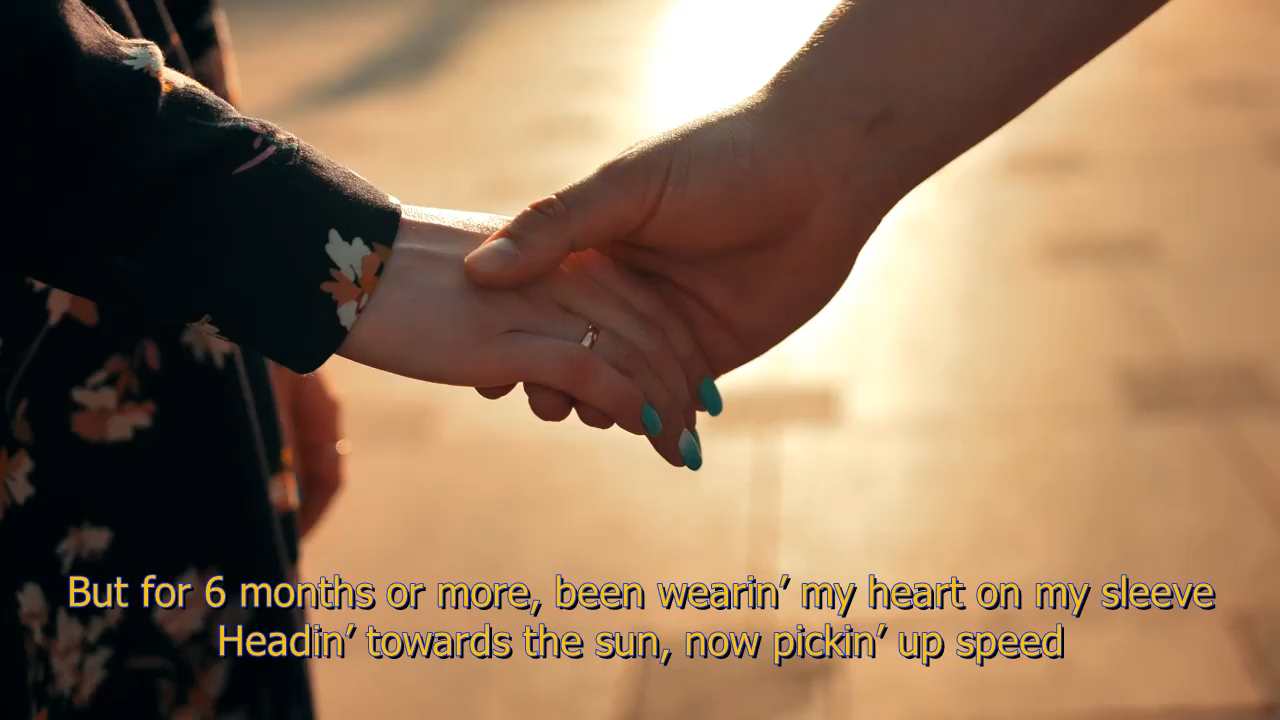 But for 6 months or more, been wearin’ my heart on my sleeve
Headin’ towards the sun, now pickin’ up speed